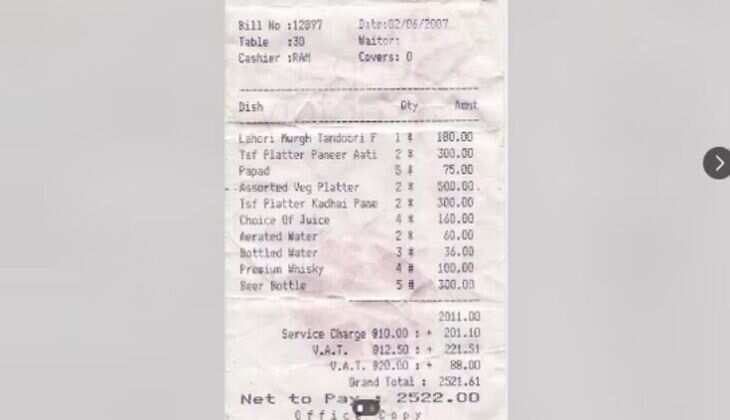 Bill No :12897 Date:02/06/2007
Table :30 Waitor:
Cashier :RAM Covers: 0
Dish Qty Amnt
Lahori Murgh Tandoori F 1 * 180.00
Tsf Platter Paneer Aati 2 * 300.00
Papad 5 # 75.00
Assorted Veg Platter 2 * 500.00
Tsf Platter Kadhai Pane 2 * 300.00
Choice Of Juice 4 * 160.00
Aerated Water 2 * 60.00
Bottled Water 3 * 36.00
Premium Whisky 4 # 100.00
Beer Bottle 5 # 300.00
2011.00
Service Charge @10.00 : + 201.10
V.A.T. @12.50 : + 221.51
V.A.T. @20.00 : + 88.00
Grand Total : 2521.61
Net to Pay : 2522.00
Office Copy